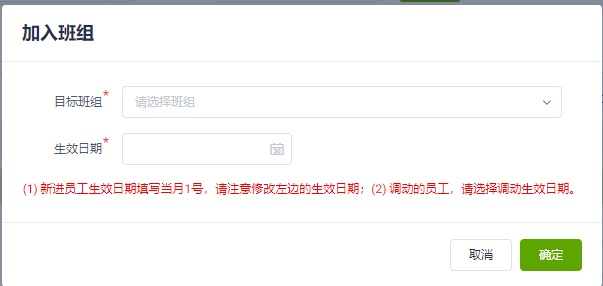 加入班组
目标班组*
请选择班组
生效日期*
(1) 新进员工生效日期填写当月1号，请注意修改左边的生效日期；(2) 调动的员工，请选择调动生效日期。
取消 确定